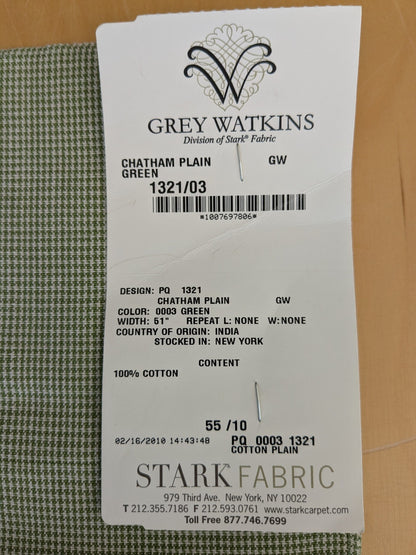 W
GREY WATKINS
Division of Stark® Fabric
CHATHAM PLAIN GW
GREEN
1321/03
*1007697806*
DESIGN: PQ 1321
CHATHAM PLAIN GW
COLOR: 0003 GREEN
WIDTH: 51" REPEAT L: NONE W:NONE
COUNTRY OF ORIGIN: INDIA
STOCKED IN: NEW YORK
CONTENT
100% COTTON
55 /10
02/16/2010 14:43:48 PQ 0003 1321
COTTON PLAIN
STARK FABRIC
979 Third Ave. New York, NY 10022
T 212.355.7186 F 212.593.0761 www.starkcarpet.com
Toll Free 877.746.7699